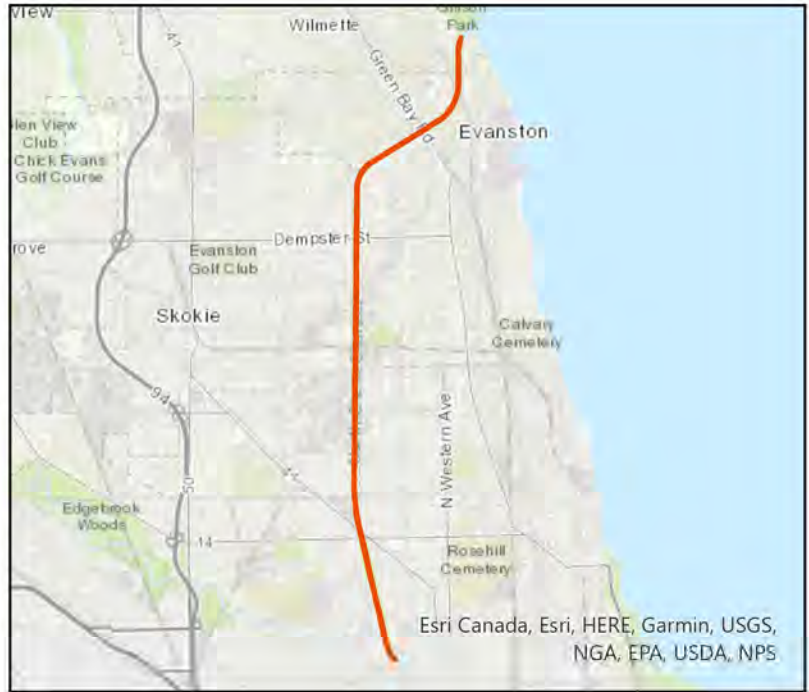 view
41
Wilmette
Park
Green Bay Rd
Glen View
Club
Chick Evans
Golf Course
Evanston
rove
Dempster St
Evanston
Golf Club
Skokie
Calvary
Cemetery
94
N Western Ave
41
50
Edgebrook
Woods
14
Rosehill
Cemetery
Esri Canada, Esri, HERE, Garmin, USGS,
NGA, EPA, USDA, NPS